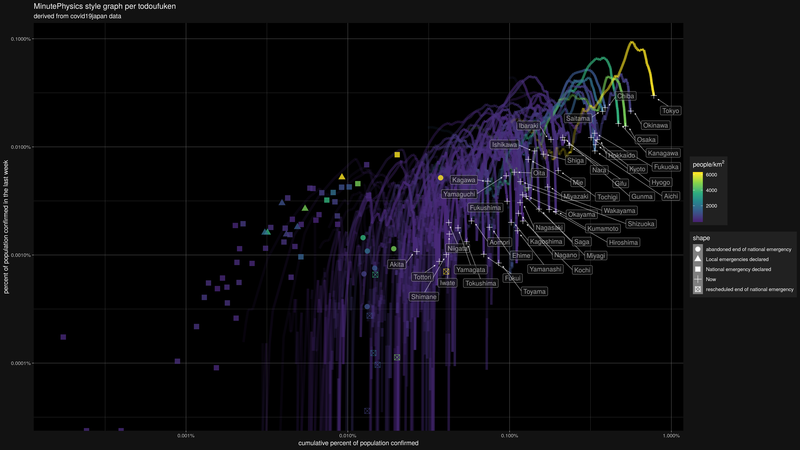 MinutePhysics style graph per todoufuken
derived from covid19japan data
percent of population confirmed in the last week
0.1000%
0.0100%
0.0010%
0.0001%
Chiba
Tokyo
Saitama
Okinawa
Ibaraki
Osaka
Ishikawa
Kanagawa
Hokkaido
Shiga
Kyoto
Fukuoka
Nara
Oita
Kagawa
Mie
Gifu
Hyogo
Yamaguchi
Miyazaki
Tochigi
Gunma
Aichi
Fukushima
Okayama
Wakayama
Nagasaki
Kumamoto
Shizuoka
Niigata
Aomori
Kagoshima
Saga
Hiroshima
Akita
Ehime
Nagano
Miyagi
Tottori
Yamagata
Yamanashi
Kochi
Iwate
Tokushima
Fukui
Shimane
Toyama
0.001%
0.010%
0.100%
1.000%
cumulative percent of population confirmed
people/km²
6000
4000
2000
shape
abandoned end of national emergency
Local emergencies declared
National emergency declared
Now
rescheduled end of national emergency